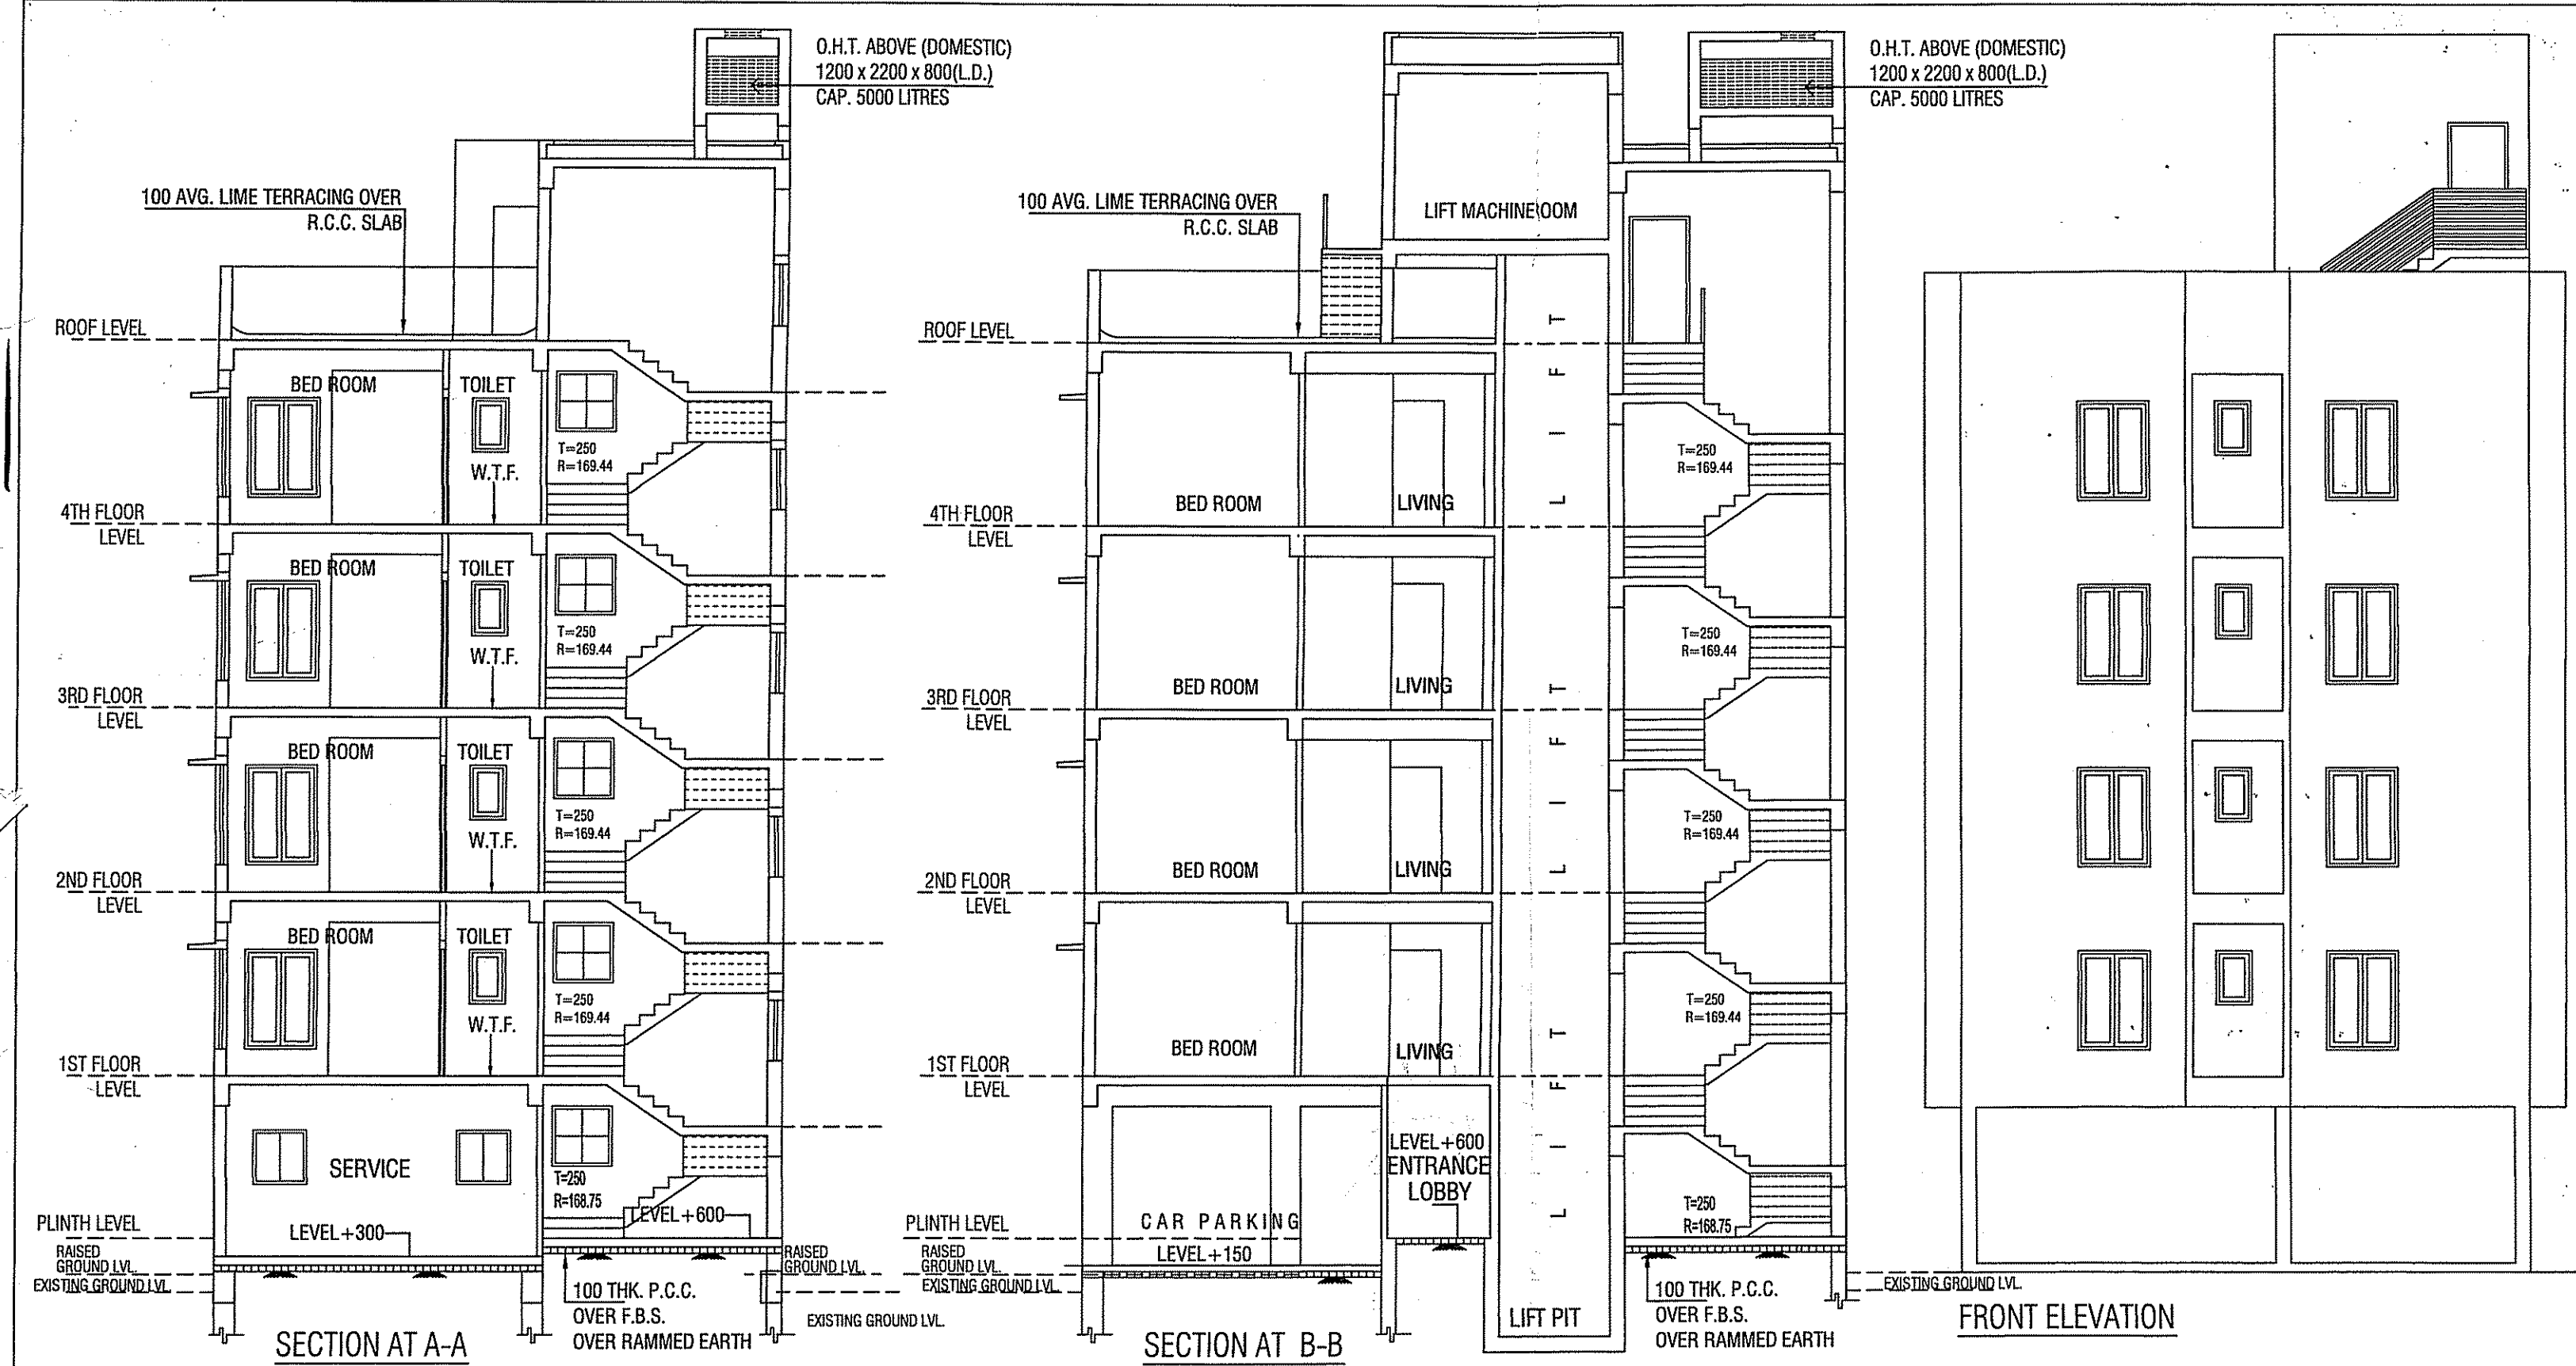 O.H.T. ABOVE (DOMESTIC)
1200 x 2200 x 800(L.D.)
CAP. 5000 LITRES
100 AVG. LIME TERRACING OVER
R.C.C. SLAB
ROOF LEVEL
BED ROOM
TOILET
T=250
R=169.44
W.T.F.
4TH FLOOR
LEVEL
BED ROOM
TOILET
T=250
R=169.44
W.T.F.
3RD FLOOR
LEVEL
BED ROOM
TOILET
T=250
R=169.44
W.T.F.
2ND FLOOR
LEVEL
BED ROOM
TOILET
T=250
R=169.44
W.T.F.
1ST FLOOR
LEVEL
SERVICE
T=250
R=168.75
LEVEL+600
PLINTH LEVEL
LEVEL+300
RAISED
GROUND LVL.
EXISTING GROUND LVL.
RAISED
GROUND LVL.
100 THK. P.C.C.
OVER F.B.S.
OVER RAMMED EARTH
EXISTING GROUND LVL.
SECTION AT A-A
O.H.T. ABOVE (DOMESTIC)
1200 x 2200 x 800(L.D.)
CAP. 5000 LITRES
100 AVG. LIME TERRACING OVER
R.C.C. SLAB
LIFT MACHINE OOM
ROOF LEVEL
LIFT
T=250
R=169.44
BED ROOM
LIVING
4TH FLOOR
LEVEL
T=250
R=169.44
BED ROOM
LIVING
3RD FLOOR
LEVEL
LIFT
T=250
R=169.44
BED ROOM
LIVING
2ND FLOOR
LEVEL
T=250
R=169.44
BED ROOM
LIVING
1ST FLOOR
LEVEL
LIFT
LEVEL+600
ENTRANCE
LOBBY
T=250
R=168.75
PLINTH LEVEL
CAR PARKING
LEVEL+150
RAISED
GROUND LVL.
EXISTING GROUND LVL.
LIFT PIT
100 THK. P.C.C.
OVER F.B.S.
OVER RAMMED EARTH
SECTION AT B-B
EXISTING GROUND LVL.
FRONT ELEVATION